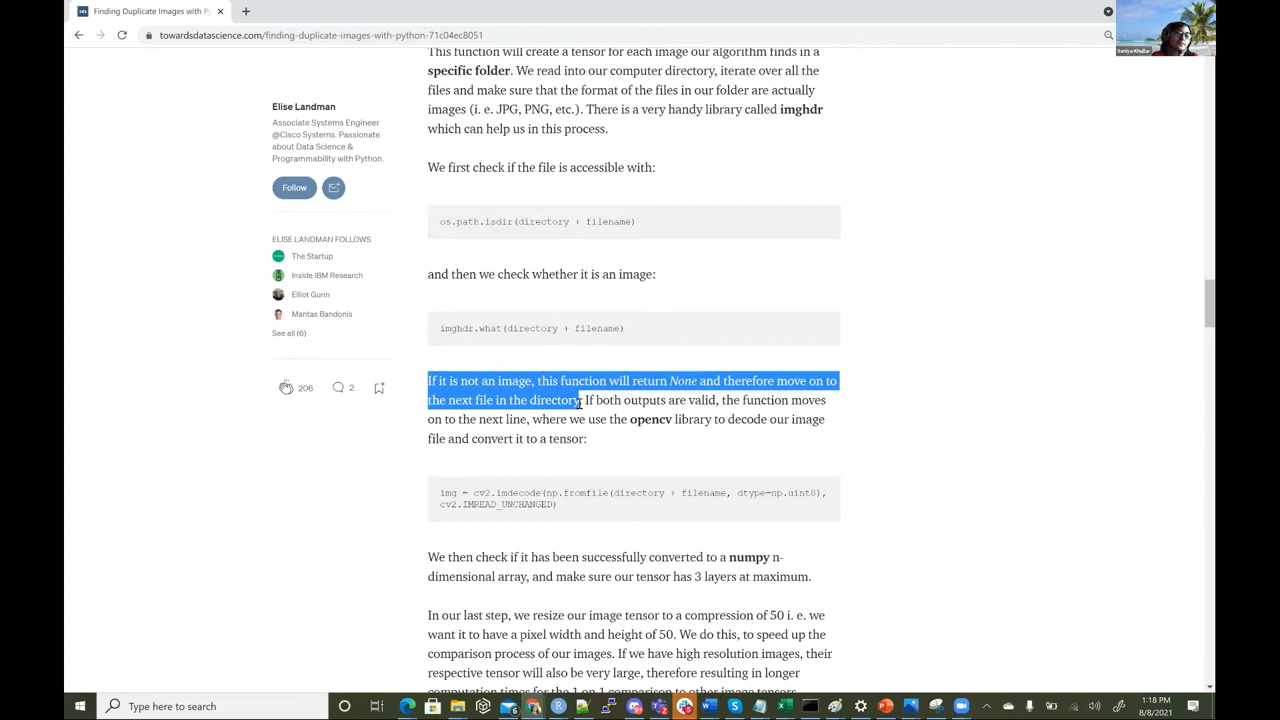 Finding Duplicate Images with P
towardsdatascience.com/finding-duplicate-images-with-python-71c04ec8051
Saniya Khullar
This function will create a tensor for each image our algorithm finds in a
specific folder. We read into our computer directory, iterate over all the
files and make sure that the format of the files in our folder are actually
images (i. e. JPG, PNG, etc.). There is a very handy library called imghdr
which can help us in this process.
We first check if the file is accessible with:
os.path.isdir(directory + filename)
and then we check whether it is an image:
imghdr.what(directory + filename)
If it is not an image, this function will return None and therefore move on to
the next file in the directory. If both outputs are valid, the function moves
on to the next line, where we use the opencv library to decode our image
file and convert it to a tensor:
img = cv2.imdecode(np.fromfile(directory + filename, dtype=np.uint8),
cv2.IMREAD_UNCHANGED)
We then check if it has been successfully converted to a numpy n-
dimensional array, and make sure our tensor has 3 layers at maximum.
In our last step, we resize our image tensor to a compression of 50 i. e. we
want it to have a pixel width and height of 50. We do this, to speed up the
comparison process of our images. If we have high resolution images, their
respective tensor will also be very large, therefore resulting in longer
computation times for the 1 on 1 comparison to other image tensors.
Elise Landman
Associate Systems Engineer
@Cisco Systems. Passionate
about Data Science &
Programmability with Python.
Follow
ELISE LANDMAN FOLLOWS
The Startup
Inside IBM Research
Elliot Gunn
Mantas Bandonis
See all (6)
206
2
Type here to search
1:18 PM
8/8/2021